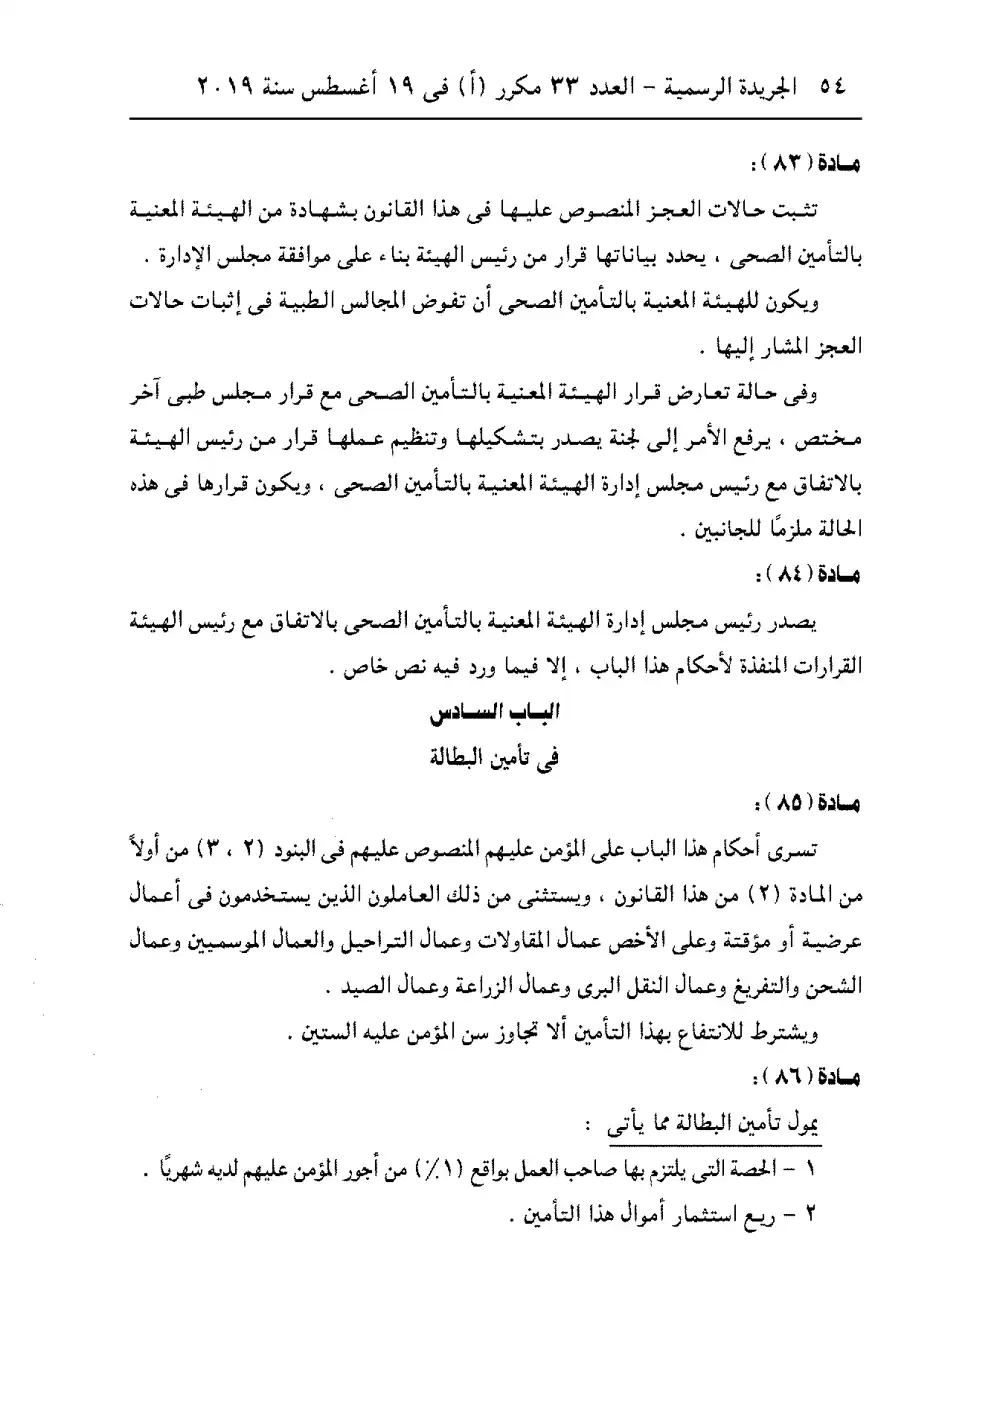 ٥٤ الجريدة الرسمية - العدد ٣٣ مكرر (أ) فى ١٩ أغسطس سنة ٢٠١٩
مادة (٨٣):
تثبت حالات العجز المنصوص عليها فى هذا القانون بشهادة من الهيئة المعنية
بالتأمين الصحى ، يحدد بياناتها قرار من رئيس الهيئة بناء على موافقة مجلس الإدارة .
ويكون للهيئة المعنية بالتأمين الصحى أن تفوض المجالس الطبية فى إثبات حالات
العجز المشار إليها .
وفى حالة تعارض قرار الهيئة المعنية بالتأمين الصحى مع قرار مجلس طبى آخر
مختص ، يرفع الأمر إلى لجنة يصدر بتشكيلها وتنظيم عملها قرار من رئيس الهيئة
بالاتفاق مع رئيس مجلس إدارة الهيئة المعنية بالتأمين الصحى ، ويكون قرارها فى هذه
الحالة ملزمًا للجانبين .
مادة (٨٤):
يصدر رئيس مجلس إدارة الهيئة المعنية بالتأمين الصحى بالاتفاق مع رئيس الهيئة
القرارات المنفذة لأحكام هذا الباب ، إلا فيما ورد فيه نص خاص .
الباب السادس
فى تأمين البطالة
مادة (٨٥):
تسرى أحكام هذا الباب على المؤمن عليهم المنصوص عليهم فى البنود (٢ ، ٣) من أولاً
من المادة (٢) من هذا القانون ، ويستثنى من ذلك العاملون الذين يستخدمون فى أعمال
عرضية أو مؤقتة وعلى الأخص عمال المقاولات وعمال التراحيل والعمال الموسميين وعمال
الشحن والتفريغ وعمال النقل البرى وعمال الزراعة وعمال الصيد .
ويشترط للانتفاع بهذا التأمين ألا تجاوز سن المؤمن عليه الستين .
مادة (٨٦):
يمول تأمين البطالة مما يأتى :
١ - الحصة التى يلتزم بها صاحب العمل بواقع (١٪) من أجور المؤمن عليهم لديه شهريًا .
٢ - ريع استثمار أموال هذا التأمين .